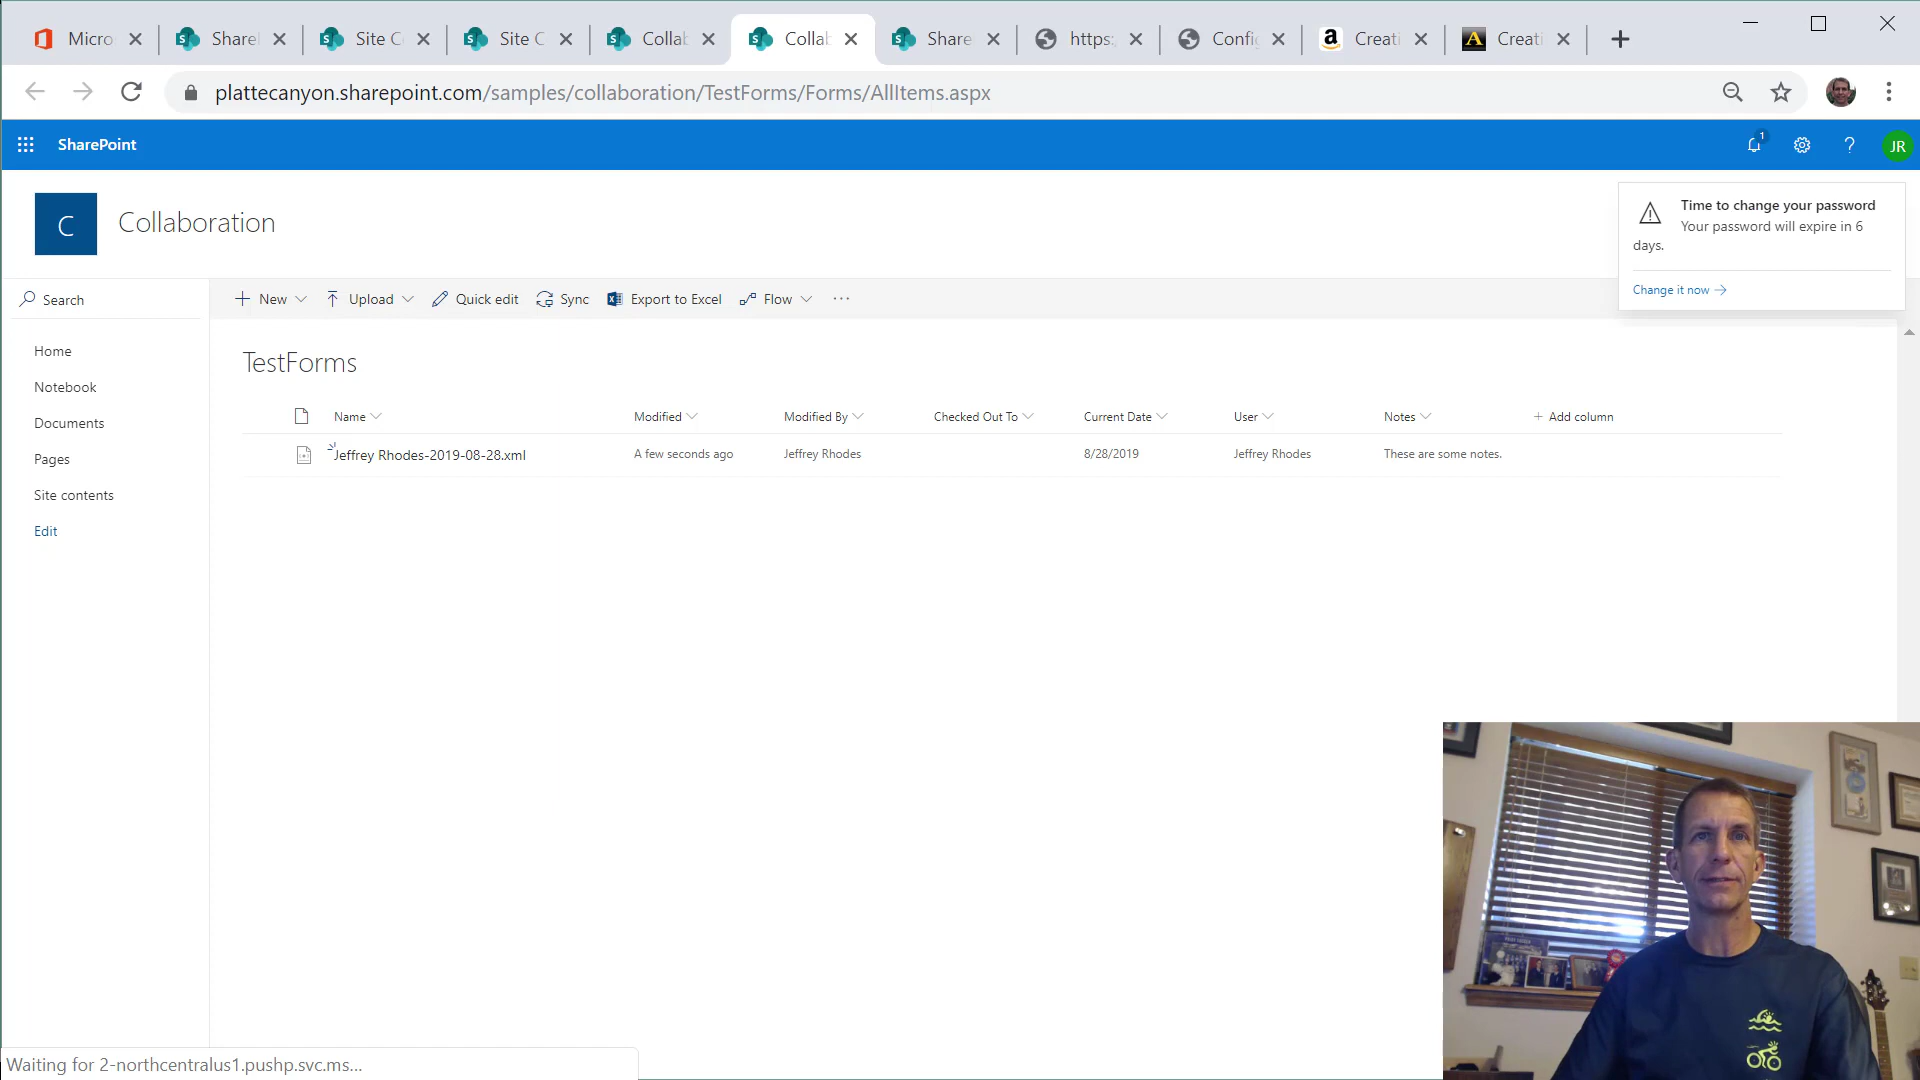 Micro
ShareI
Site C
Site C
Collab
Collab
Share
https:
Config
Creati
Creati
plattecanyon.sharepoint.com/samples/collaboration/TestForms/Forms/AllItems.aspx
SharePoint
1
JR
C
Collaboration
Time to change your password
Your password will expire in 6
days.
Change it now
Search
New
Upload
Quick edit
Sync
Export to Excel
Flow
Home
Notebook
Documents
Pages
Site contents
Edit
TestForms
Name
Modified
Modified By
Checked Out To
Current Date
User
Notes
Add column
Jeffrey Rhodes-2019-08-28.xml
A few seconds ago
Jeffrey Rhodes
8/28/2019
Jeffrey Rhodes
These are some notes.
Waiting for 2-northcentralus1.pushp.svc.ms...